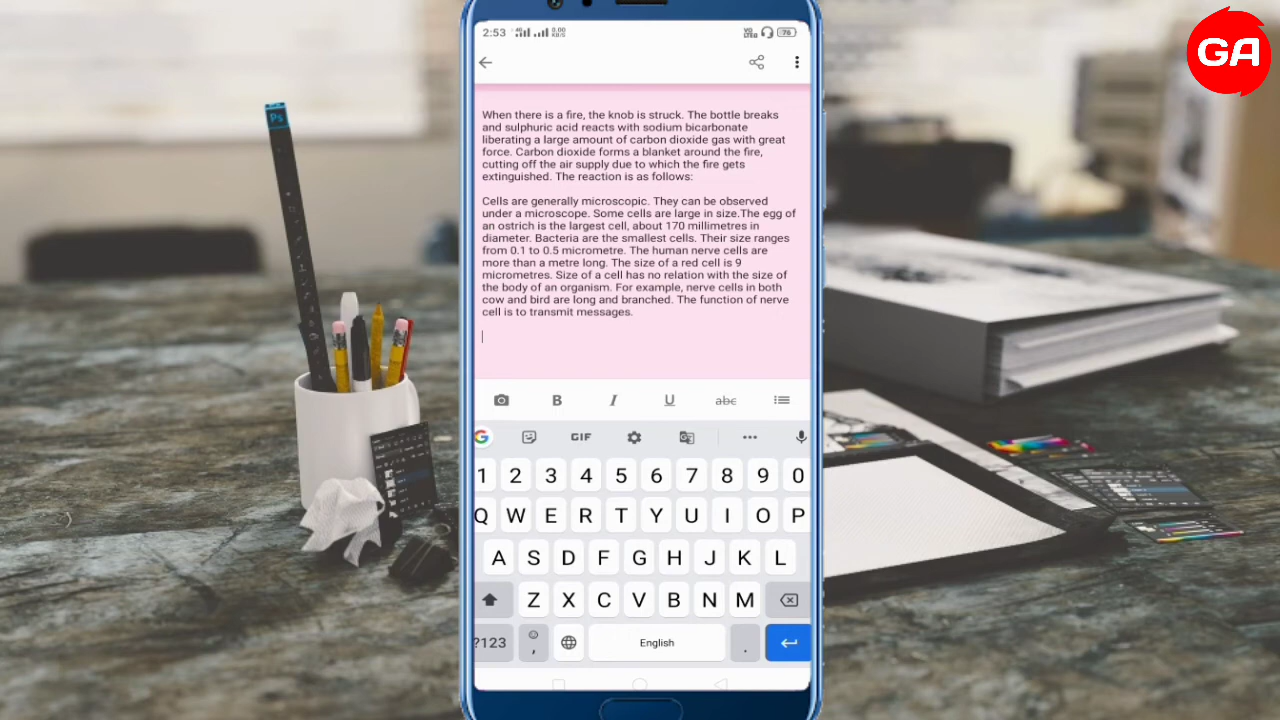 GA
Ps
2:53 4G 0.00 KB/S VO LTE 76
When there is a fire, the knob is struck. The bottle breaks
and sulphuric acid reacts with sodium bicarbonate
liberating a large amount of carbon dioxide gas with great
force. Carbon dioxide forms a blanket around the fire,
cutting off the air supply due to which the fire gets
extinguished. The reaction is as follows:
Cells are generally microscopic. They can be observed
under a microscope. Some cells are large in size.The egg of
an ostrich is the largest cell, about 170 millimetres in
diameter. Bacteria are the smallest cells. Their size ranges
from 0.1 to 0.5 micrometre. The human nerve cells are
more than a metre long. The size of a red cell is 9
micrometres. Size of a cell has no relation with the size of
the body of an organism. For example, nerve cells in both
cow and bird are long and branched. The function of nerve
cell is to transmit messages.
B I U abc
G GIF
1 2 3 4 5 6 7 8 9 0
Q W E R T Y U I O P
A S D F G H J K L
Z X C V B N M
?123 , English .